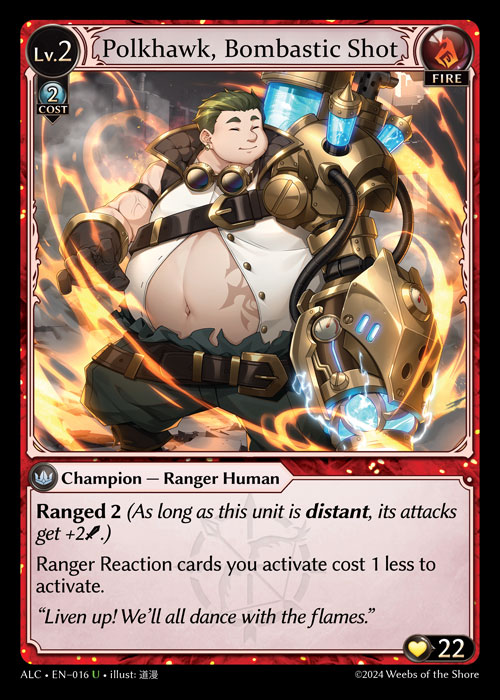 Lv.2
Polkhawk, Bombastic Shot
FIRE
2
COST
Champion — Ranger Human
Ranged 2 (As long as this unit is distant, its attacks
get +2.)
Ranger Reaction cards you activate cost 1 less to
activate.
“Liven up! We’ll all dance with the flames.”
22
ALC • EN–016 U • illust: 道漫
©2024 Weebs of the Shore